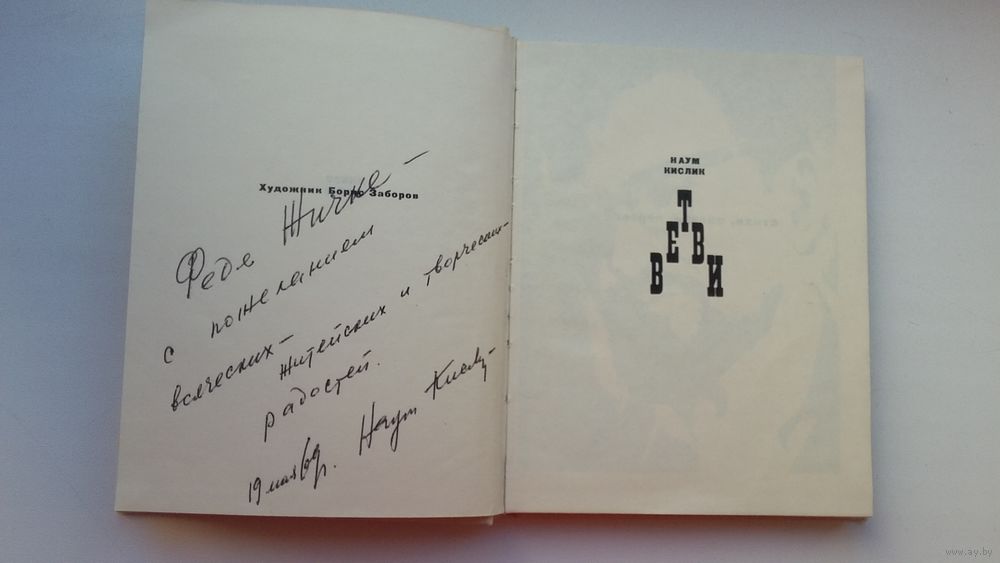 Художник Борис Заборов
Феде Жичке –
с пожеланием
всяческих –
житейских и творческих –
радостей.
19 мая 69 г. Наум Кислик
НАУМ
КИСЛИК
ВЕТВИ
www.ay.by